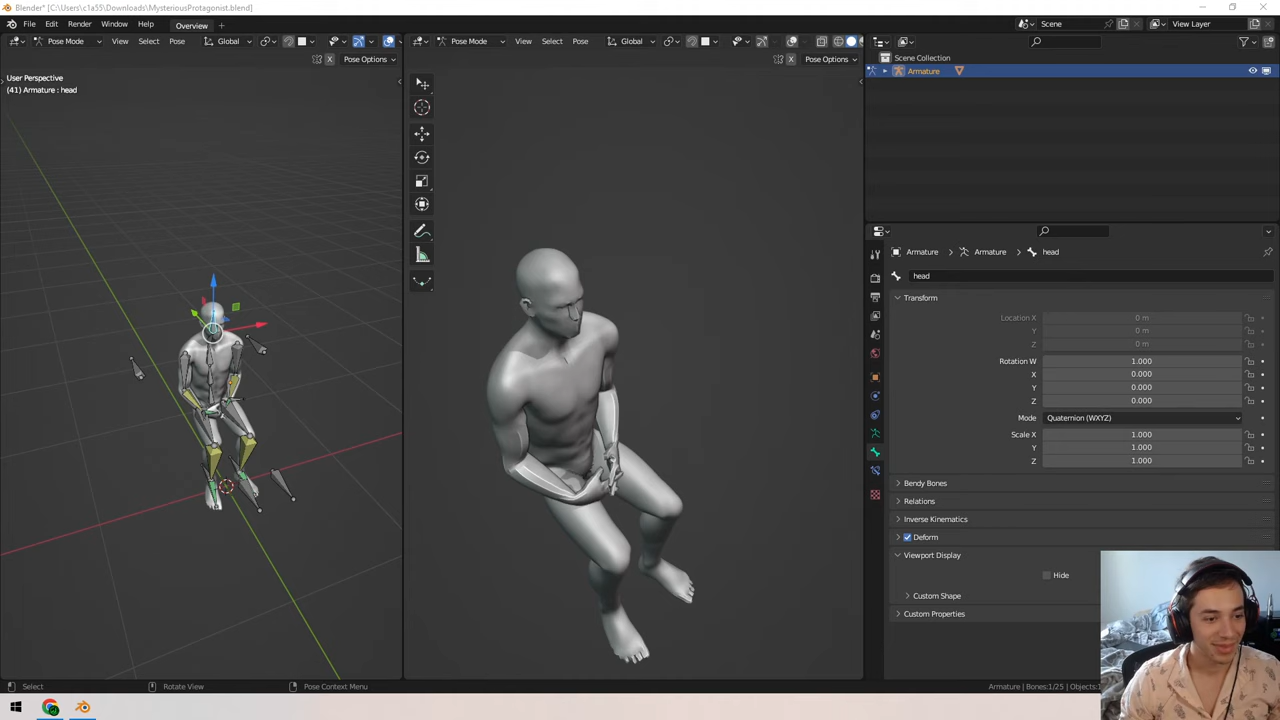 Blender* [C:\Users\c1a55\Downloads\MysteriousProtagonist.blend]
File Edit Render Window Help Overview
Scene View Layer
Pose Mode View Select Pose Global
Pose Mode View Select Pose Global
X Pose Options
X Pose Options
User Perspective
(41) Armature : head
Scene Collection
Armature
Armature Armature head
head
Transform
Location X 0 m
Y 0 m
Z 0 m
Rotation W 1.000
X 0.000
Y 0.000
Z 0.000
Mode Quaternion (WXYZ)
Scale X 1.000
Y 1.000
Z 1.000
Bendy Bones
Relations
Inverse Kinematics
Deform
Viewport Display
Hide
Custom Shape
Custom Properties
Select Rotate View Pose Context Menu
Armature | Bones:1/25 | Objects:1